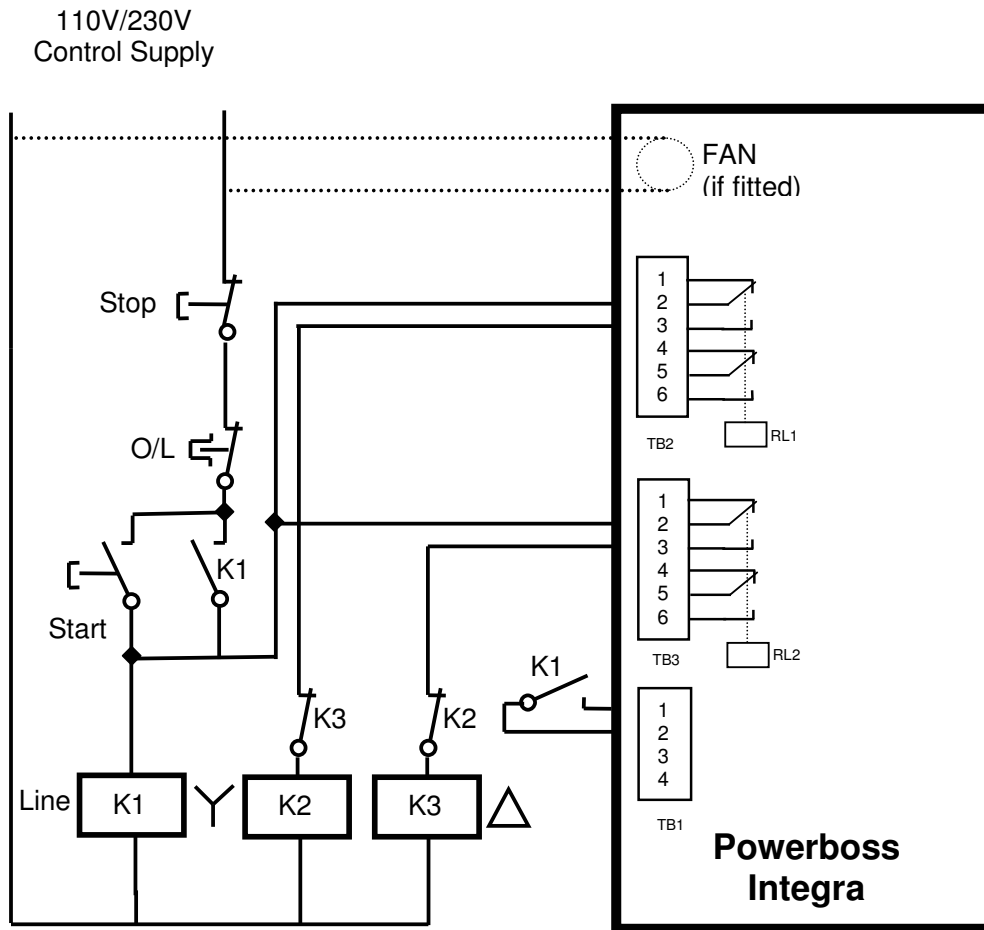 110V/230V
Control Supply
FAN
(if fitted)
Stop
1
2
3
4
5
6
TB2
RL1
O/L
K1
Start
1
2
3
4
5
6
TB3
RL2
K1
K3
K2
1
2
3
4
TB1
Line
K1
K2
K3
Powerboss
Integra